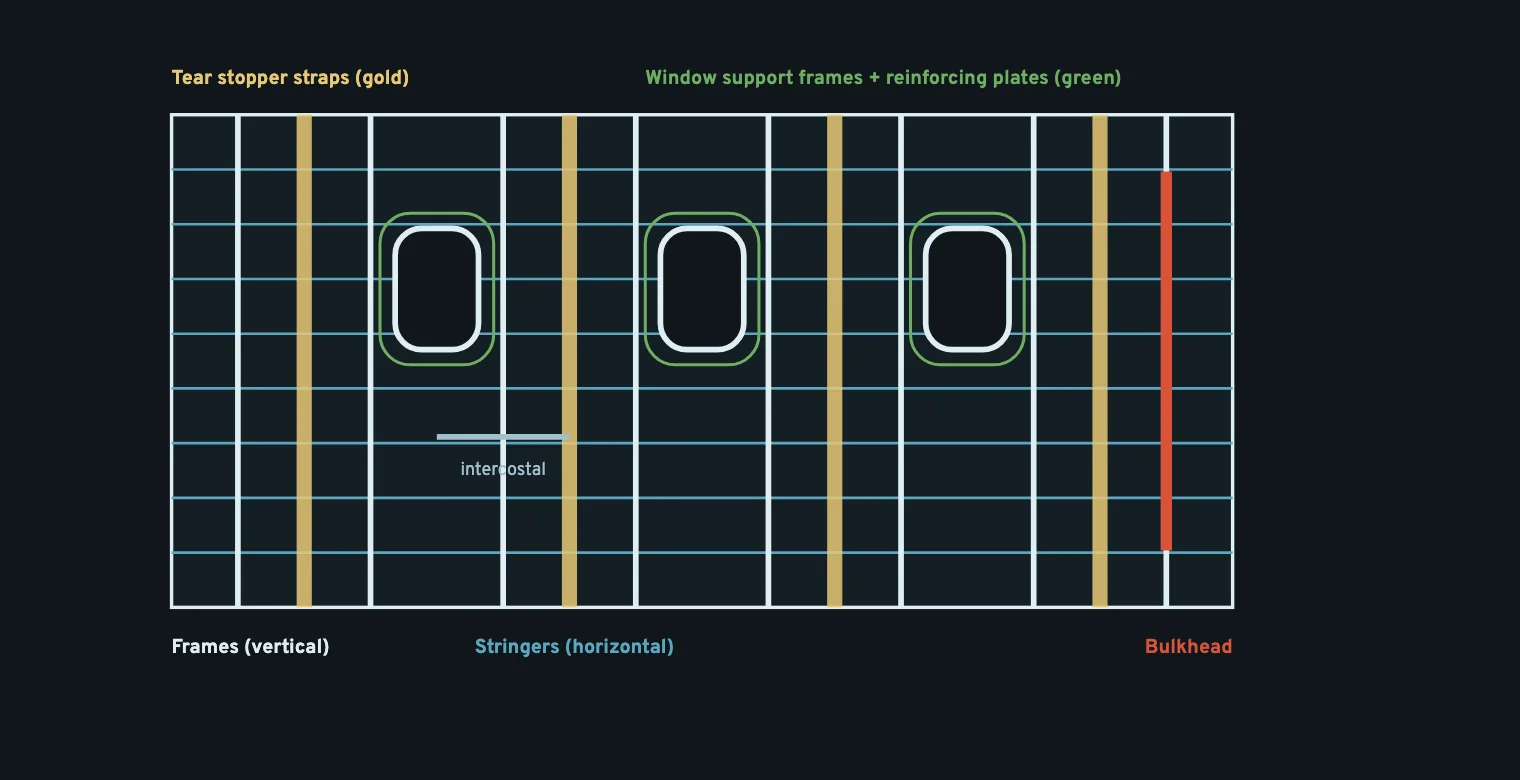 Tear stopper straps (gold)
Window support frames + reinforcing plates (green)
intercostal
Frames (vertical)
Stringers (horizontal)
Bulkhead